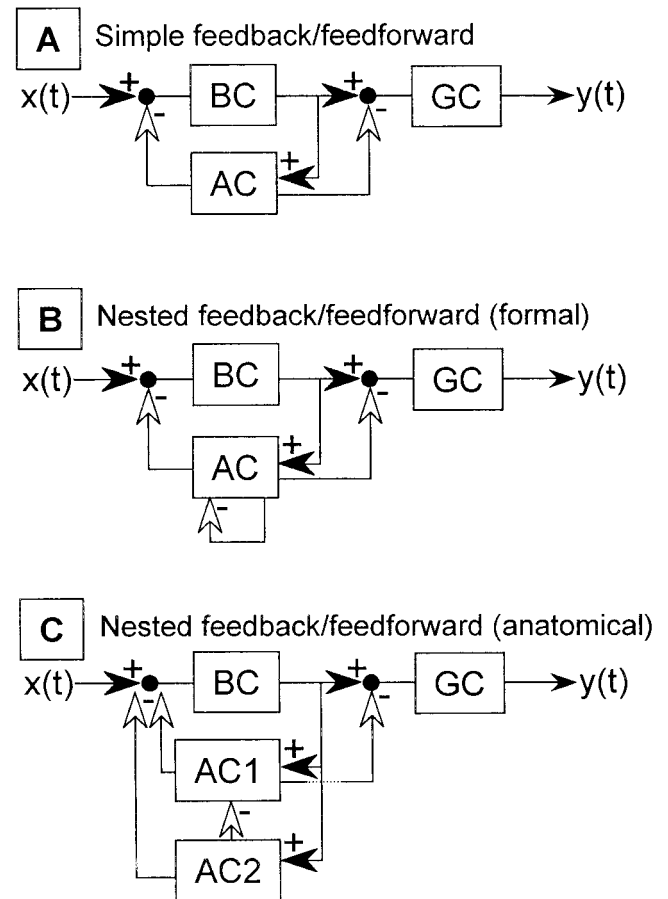 A Simple feedback/feedforward
x(t) + - BC + - GC y(t)
AC +
B Nested feedback/feedforward (formal)
x(t) + - BC + - GC y(t)
AC +
-
C Nested feedback/feedforward (anatomical)
x(t) + - BC + - GC y(t)
AC1 +
-
AC2 +